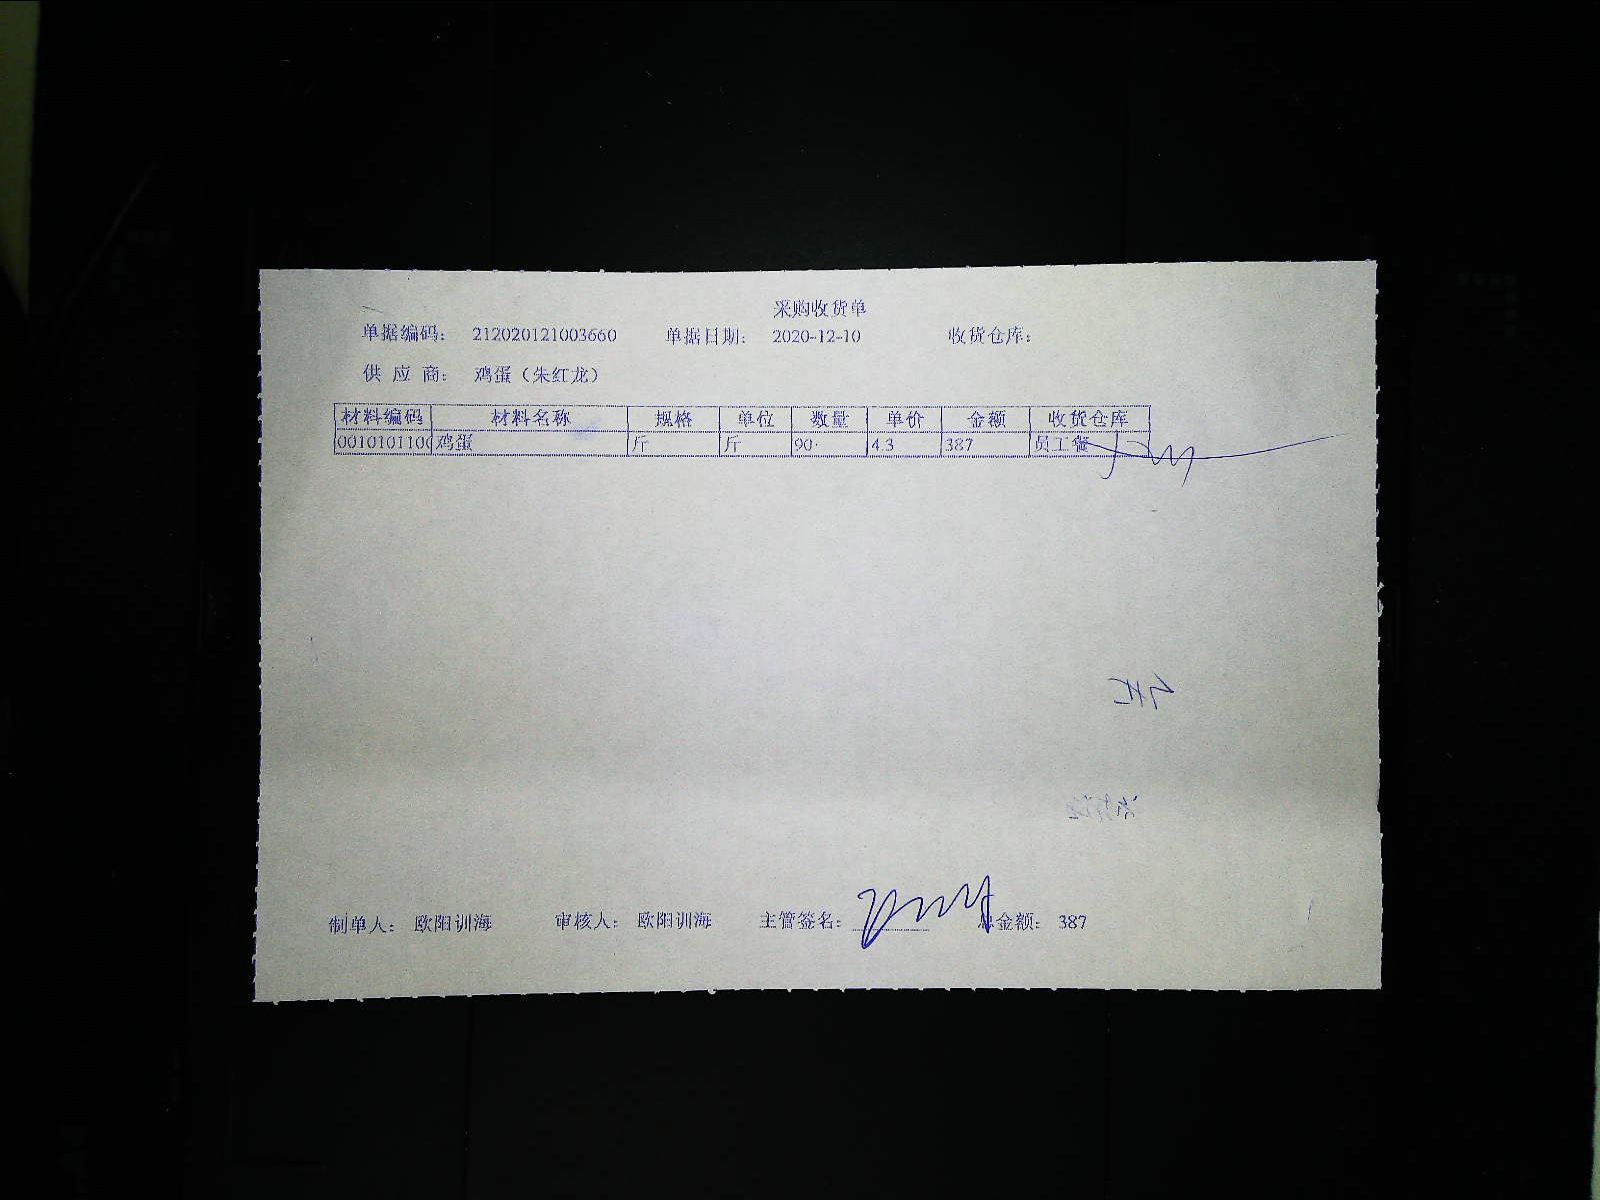 采购收货单
单据编码: 212020121003660 单据日期: 2020-12-10 收货仓库:
供 应 商: 鸡蛋（朱红龙）
材料编码 材料名称 规格 单位 数量 单价 金额 收货仓库
0010101100 鸡蛋 斤 斤 90 4.3 387 员工餐
制单人: 欧阳训海 审核人: 欧阳训海 主管签名: 总金额: 387